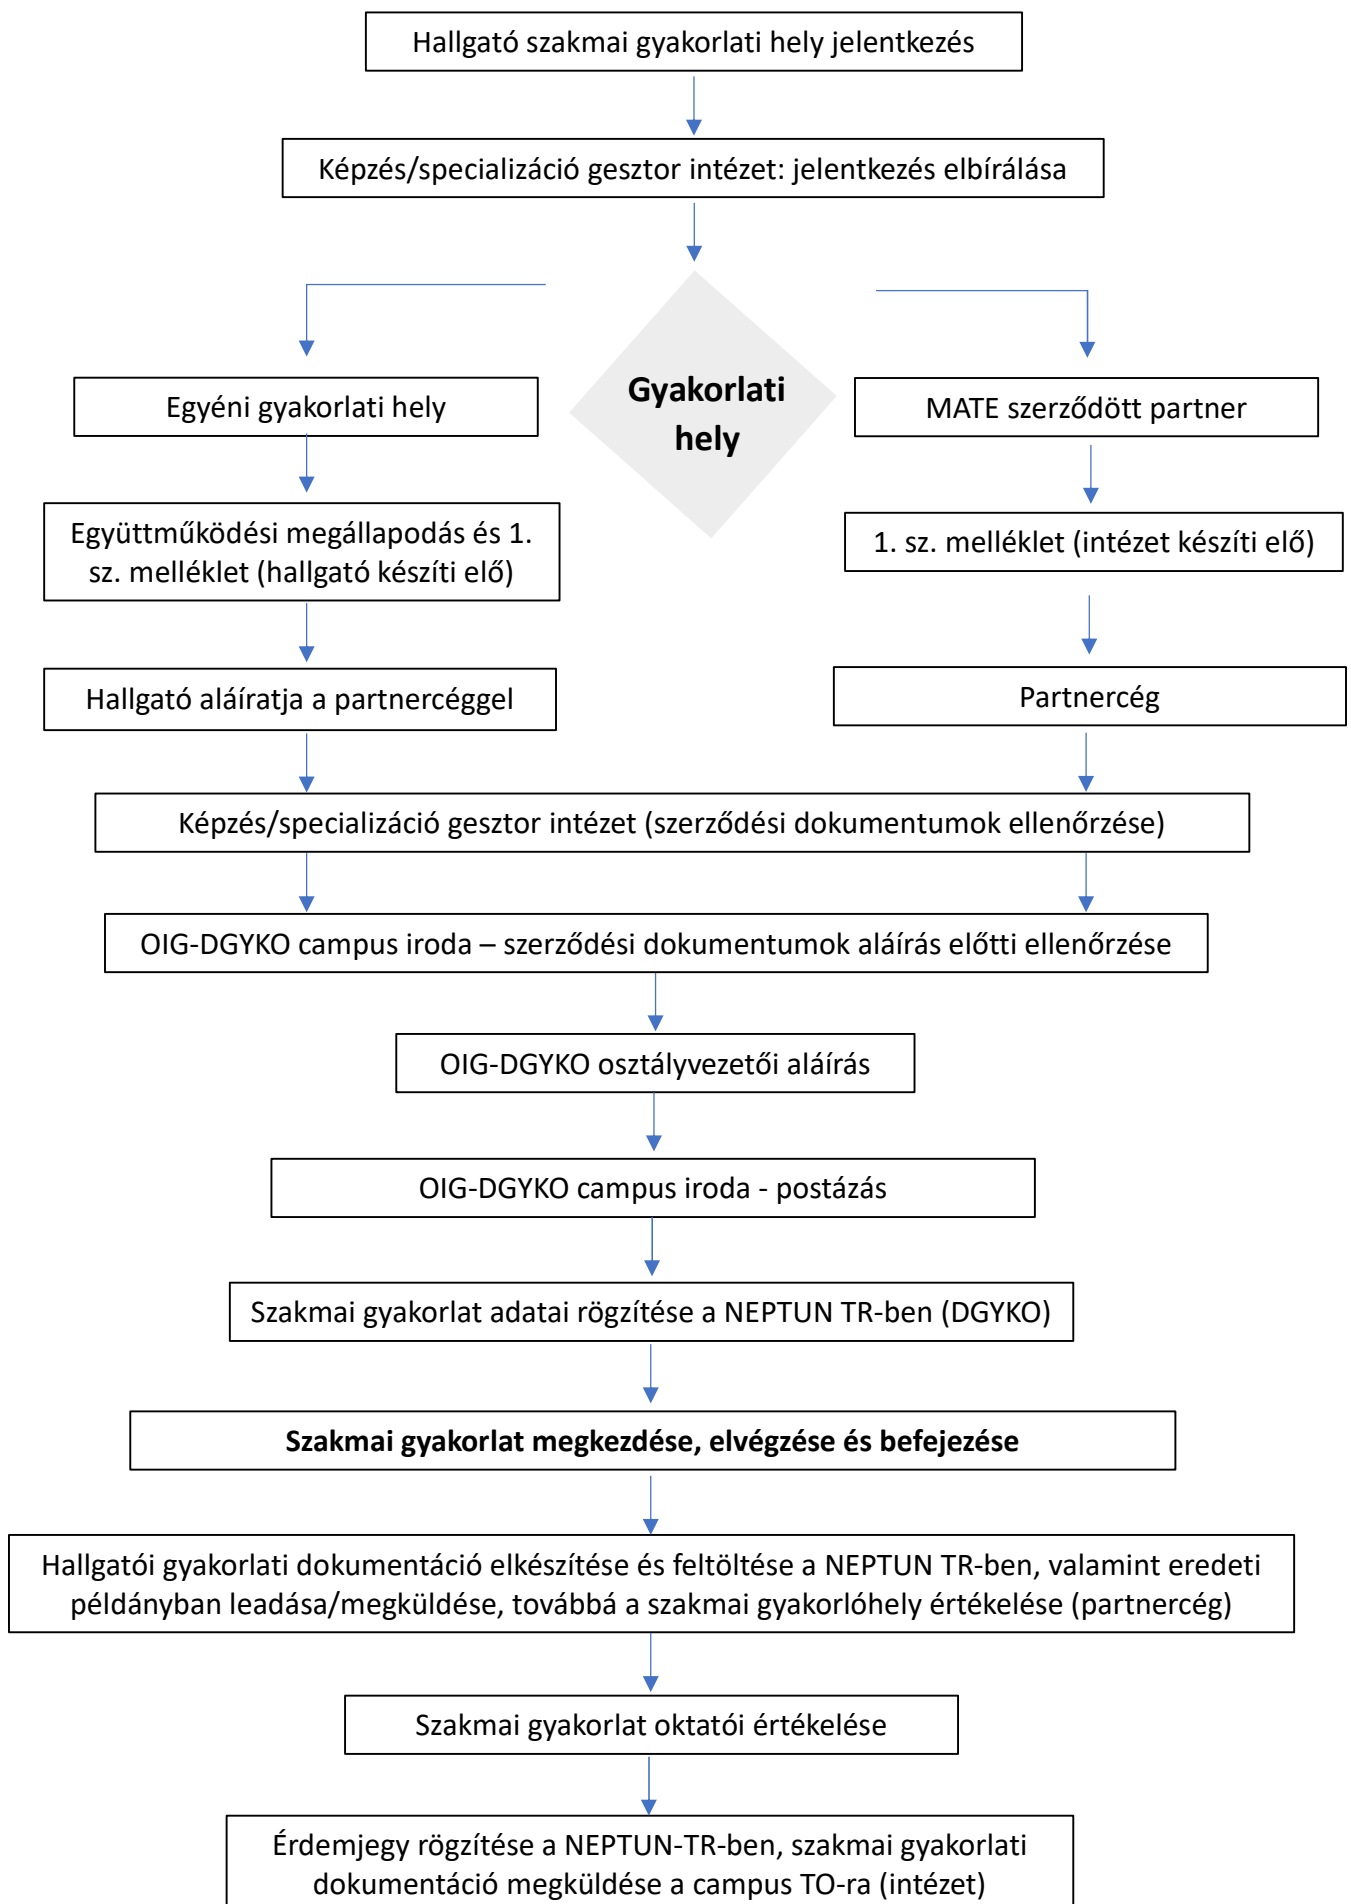 Hallgató szakmai gyakorlati hely jelentkezés
Képzés/specializáció gesztor intézet: jelentkezés elbírálása
Gyakorlati
hely
Egyéni gyakorlati hely
MATE szerződött partner
Együttműködési megállapodás és 1.
sz. melléklet (hallgató készíti elő)
1. sz. melléklet (intézet készíti elő)
Hallgató aláíratja a partnercéggel
Partnercég
Képzés/specializáció gesztor intézet (szerződési dokumentumok ellenőrzése)
OIG-DGYKO campus iroda – szerződési dokumentumok aláírás előtti ellenőrzése
OIG-DGYKO osztályvezetői aláírás
OIG-DGYKO campus iroda - postázás
Szakmai gyakorlat adatai rögzítése a NEPTUN TR-ben (DGYKO)
Szakmai gyakorlat megkezdése, elvégzése és befejezése
Hallgatói gyakorlati dokumentáció elkészítése és feltöltése a NEPTUN TR-ben, valamint eredeti
példányban leadása/megküldése, továbbá a szakmai gyakorlóhely értékelése (partnercég)
Szakmai gyakorlat oktatói értékelése
Érdemjegy rögzítése a NEPTUN-TR-ben, szakmai gyakorlati
dokumentáció megküldése a campus TO-ra (intézet)